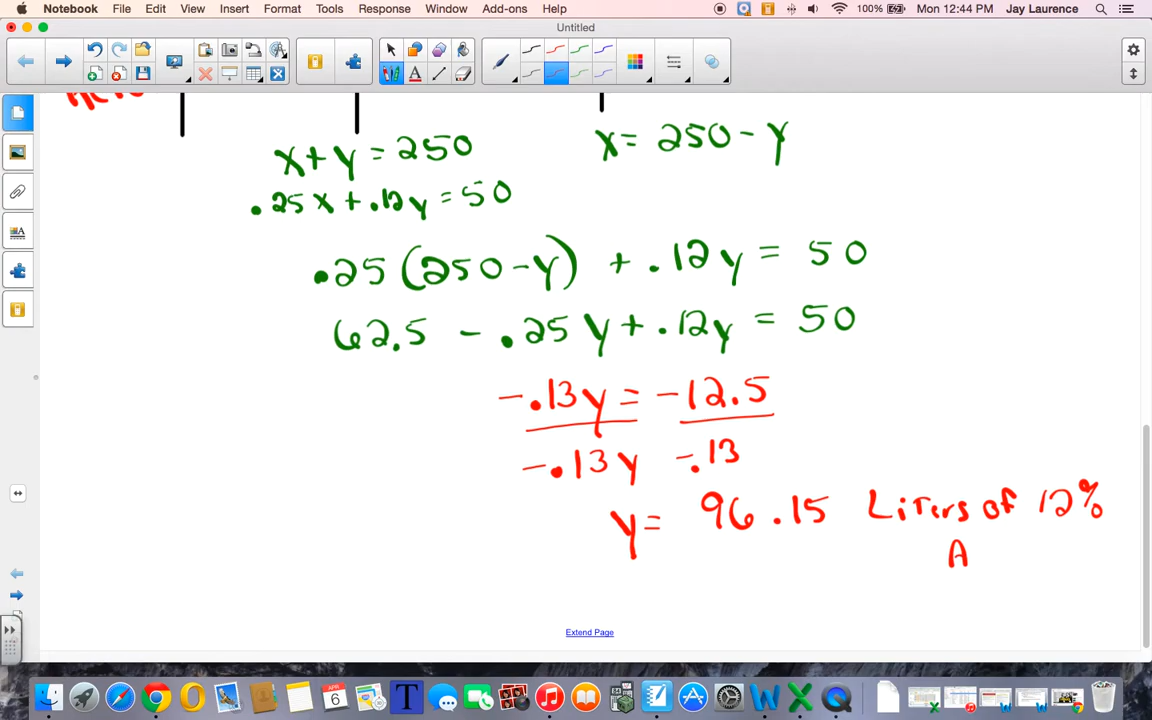 Notebook File Edit View Insert Format Tools Response Window Add-ons Help 100% Mon 12:44 PM Jay Laurence
Untitled
x+y = 250
x = 250 - y
.25x + .12y = 50
.25 (250 - y) + .12y = 50
62.5 - .25y + .12y = 50
-.13y = -12.5
-.13y -.13
y = 96.15 Liters of 12%
A
Extend Page
APR
6